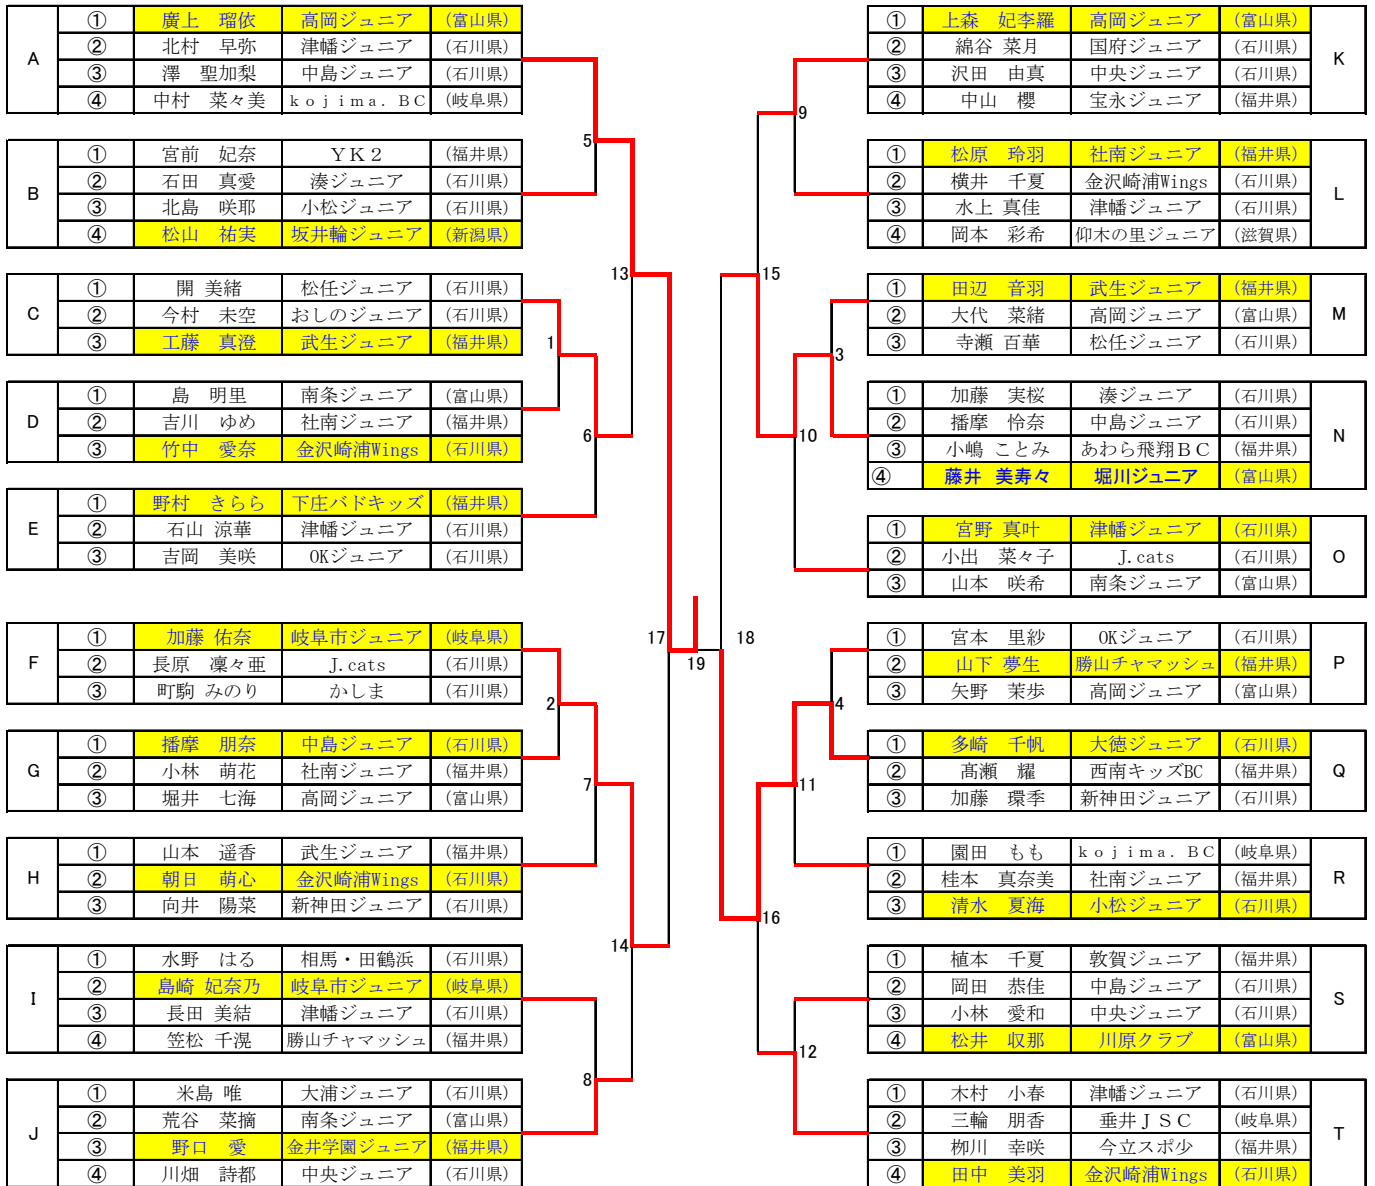 A
① 廣上 瑠依 高岡ジュニア (富山県)
② 北村 早弥 津幡ジュニア (石川県)
③ 澤 聖加梨 中島ジュニア (石川県)
④ 中村 菜々美 ｋｏｊｉｍａ．ＢＣ (岐阜県)
B
① 宮前 妃奈 ＹＫ２ (福井県)
② 石田 真愛 湊ジュニア (石川県)
③ 北島 咲耶 小松ジュニア (石川県)
④ 松山 祐実 坂井輪ジュニア (新潟県)
C
① 開 美緒 松任ジュニア (石川県)
② 今村 未空 おしのジュニア (石川県)
③ 工藤 真澄 武生ジュニア (福井県)
D
① 島 明里 南条ジュニア (富山県)
② 吉川 ゆめ 社南ジュニア (福井県)
③ 竹中 愛奈 金沢崎浦Wings (石川県)
E
① 野村 きらら 下庄バドキッズ (福井県)
② 石山 涼華 津幡ジュニア (石川県)
③ 吉岡 美咲 OKジュニア (石川県)
F
① 加藤 佑奈 岐阜市ジュニア (岐阜県)
② 長原 凜々亜 J.cats (石川県)
③ 町駒 みのり かしま (石川県)
G
① 播摩 朋奈 中島ジュニア (石川県)
② 小林 萌花 社南ジュニア (福井県)
③ 堀井 七海 高岡ジュニア (富山県)
H
① 山本 遥香 武生ジュニア (福井県)
② 朝日 萌心 金沢崎浦Wings (石川県)
③ 向井 陽菜 新神田ジュニア (石川県)
I
① 水野 はる 相馬・田鶴浜 (石川県)
② 島崎 妃奈乃 岐阜市ジュニア (岐阜県)
③ 長田 美結 津幡ジュニア (石川県)
④ 笠松 千滉 勝山チャマッシュ (福井県)
J
① 米島 唯 大浦ジュニア (石川県)
② 荒谷 菜摘 南条ジュニア (富山県)
③ 野口 愛 金井学園ジュニア (福井県)
④ 川畑 詩都 中央ジュニア (石川県)
5
13
1
6
17
2
7
14
8
19
18
9
15
3
10
4
11
16
12
① 上森 妃李羅 高岡ジュニア (富山県)
② 綿谷 菜月 国府ジュニア (石川県)
③ 沢田 由真 中央ジュニア (石川県)
④ 中山 櫻 宝永ジュニア (福井県)
K
① 松原 玲羽 社南ジュニア (福井県)
② 横井 千夏 金沢崎浦Wings (石川県)
③ 水上 真佳 津幡ジュニア (石川県)
④ 岡本 彩希 仰木の里ジュニア (滋賀県)
L
① 田辺 音羽 武生ジュニア (福井県)
② 大代 菜緒 高岡ジュニア (富山県)
③ 寺瀬 百華 松任ジュニア (石川県)
M
① 加藤 実桜 湊ジュニア (石川県)
② 播摩 怜奈 中島ジュニア (石川県)
③ 小嶋 ことみ あわら飛翔ＢＣ (福井県)
④ 藤井 美寿々 堀川ジュニア (富山県)
N
① 宮野 真叶 津幡ジュニア (石川県)
② 小出 菜々子 J.cats (石川県)
③ 山本 咲希 南条ジュニア (富山県)
O
① 宮本 里紗 OKジュニア (石川県)
② 山下 夢生 勝山チャマッシュ (福井県)
③ 矢野 茉歩 高岡ジュニア (富山県)
P
① 多崎 千帆 大徳ジュニア (石川県)
② 髙瀬 耀 西南キッズBC (福井県)
③ 加藤 環季 新神田ジュニア (石川県)
Q
① 園田 もも ｋｏｊｉｍａ．ＢＣ (岐阜県)
② 桂本 真奈美 社南ジュニア (福井県)
③ 清水 夏海 小松ジュニア (石川県)
R
① 植本 千夏 敦賀ジュニア (福井県)
② 岡田 恭佳 中島ジュニア (石川県)
③ 小林 愛和 中央ジュニア (石川県)
④ 松井 収那 川原クラブ (富山県)
S
① 木村 小春 津幡ジュニア (石川県)
② 三輪 朋香 垂井ＪＳＣ (岐阜県)
③ 栁川 幸咲 今立スポ少 (福井県)
④ 田中 美羽 金沢崎浦Wings (石川県)
T